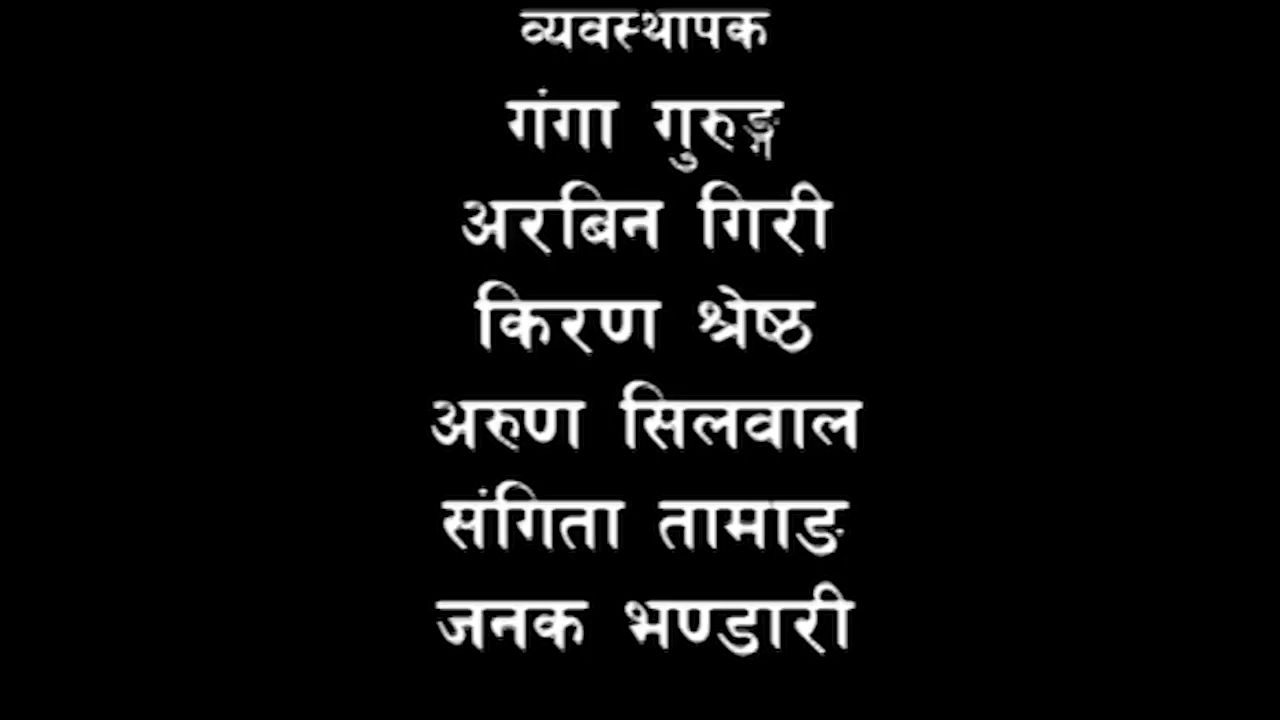 व्यवस्थापक
गंगा गुरुङ्ग
अरबिन गिरी
किरण श्रेष्ठ
अरुण सिलवाल
संगिता तामाङ
जनक भण्डारी